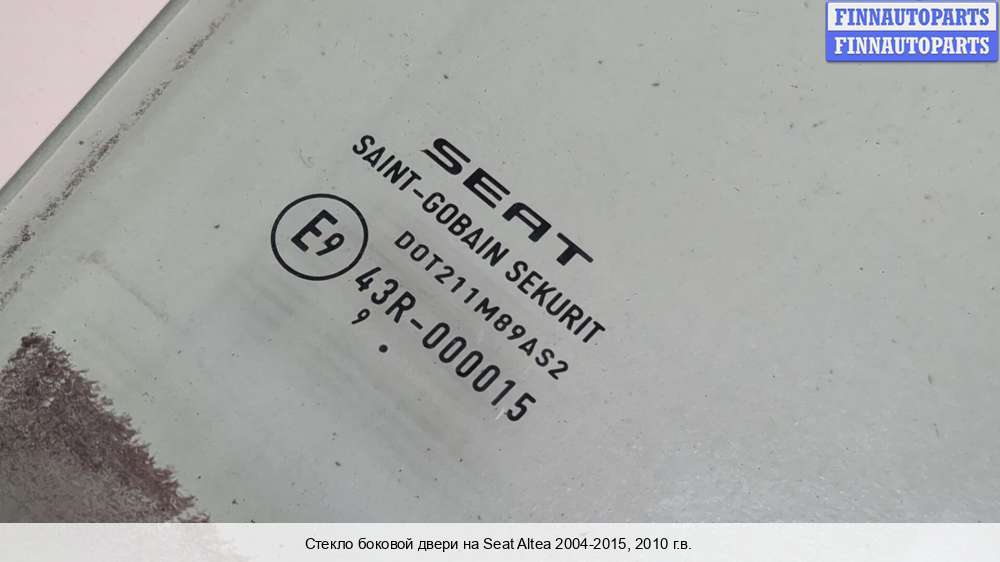 FINNAUTOPARTS
FINNAUTOPARTS
SEAT
SAINT-GOBAIN SEKURIT
DOT211M89AS2
E9 43R-000015
9 .
Стекло боковой двери на Seat Altea 2004-2015, 2010 г.в.